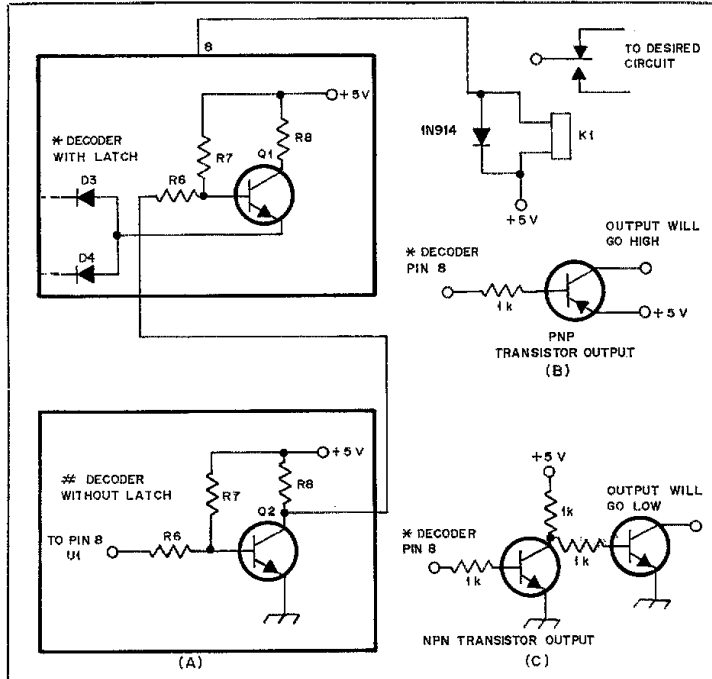 8
+5V
* DECODER
WITH LATCH
R7
R8
Q1
R6
D3
D4
TO DESIRED
CIRCUIT
1N914
K1
+5V
* DECODER
PIN 8
1k
OUTPUT WILL
GO HIGH
+5V
PNP
TRANSISTOR OUTPUT
(B)
# DECODER
WITHOUT LATCH
+5V
R7
R8
Q2
TO PIN 8
U1
R6
(A)
+5V
1k
* DECODER
PIN 8
1k
1k
OUTPUT WILL
GO LOW
NPN TRANSISTOR OUTPUT
(C)